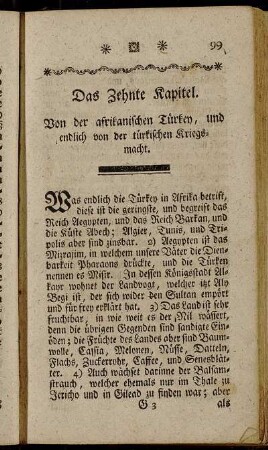 99
Das Zehnte Kapitel.
Von der afrikanischen Türkey, und
endlich von der türkischen Kriegs-
macht.
Was endlich die Türkey in Afrika betrift,
diese ist die geringste, und begreift das
Reich Aegypten, und das Reich Barkan, und
die Küste Abech; Algier, Tunis, und Tri-
polis aber sind zinsbar. 2) Aegypten ist das
Mizraim, in welchem unsere Väter die Dien-
barkeit Pharaons drückte, und die Türken
nennen es Misir. In dessen Königsstadt Al-
kayr wohnet der Landvogt, welcher itzt Aly
Begi ist, der sich wider den Sultan empört
und für frey erklärt hat. 3) Das Land ist sehr
fruchtbar, in wie weit es der Nil wässert,
denn die übrigen Gegenden sind sandigte Ein-
öden; die Früchte des Landes aber sind Baum-
wolle, Cassia, Melonen, Nüsse, Datteln,
Flachs, Zuckerrohr, Caffee, und Senesblät-
ter. 4) Auch wächset darinne der Balsam-
strauch, welcher ehemals nur im Thale zu
Jericho und in Gilead zu finden war; aber
G 3 als